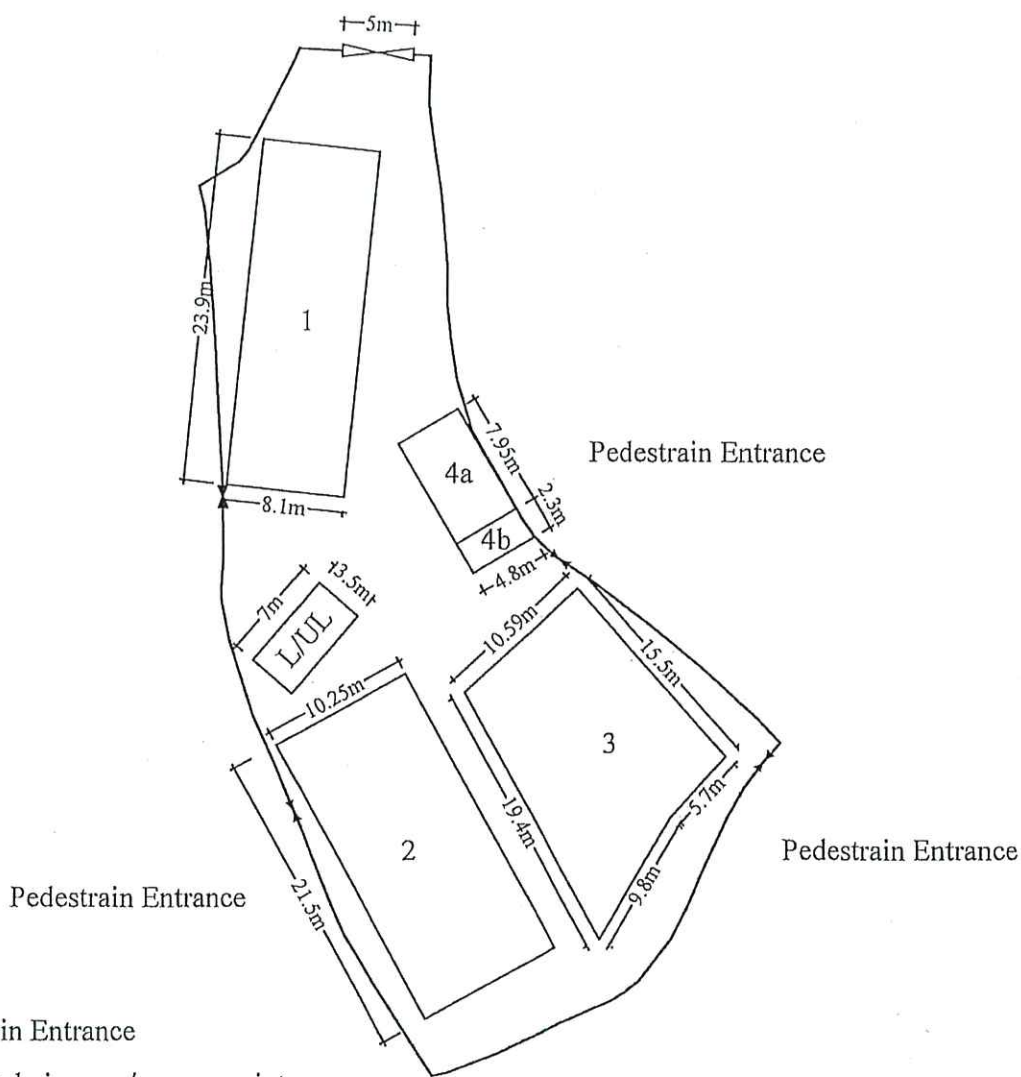 5m
23.9m
1
8.1m
7.95m
Pedestrain Entrance
4a
2.3m
4b
4.8m
3.5m
7m
L/UL
10.59m
15.5m
10.25m
3
19.4m
5.7m
2
Pedestrain Entrance
9.8m
21.5m
Pedestrain Entrance
in Entrance